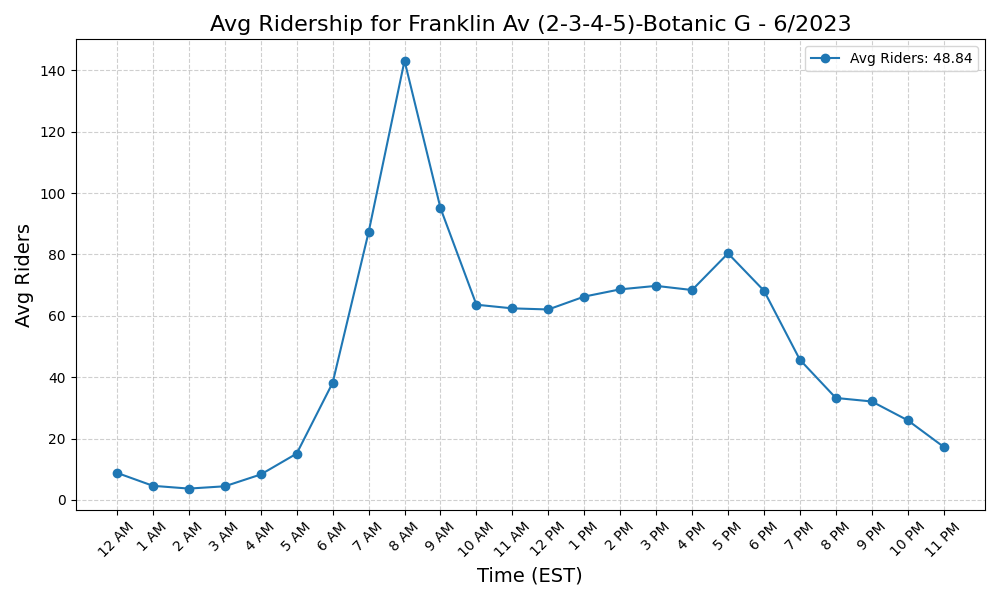 Avg Ridership for Franklin Av (2-3-4-5)-Botanic G - 6/2023
Avg Riders: 48.84
Avg Riders
140
120
100
80
60
40
20
0
12 AM
1 AM
2 AM
3 AM
4 AM
5 AM
6 AM
7 AM
8 AM
9 AM
10 AM
11 AM
12 PM
1 PM
2 PM
3 PM
4 PM
5 PM
6 PM
7 PM
8 PM
9 PM
10 PM
11 PM
Time (EST)